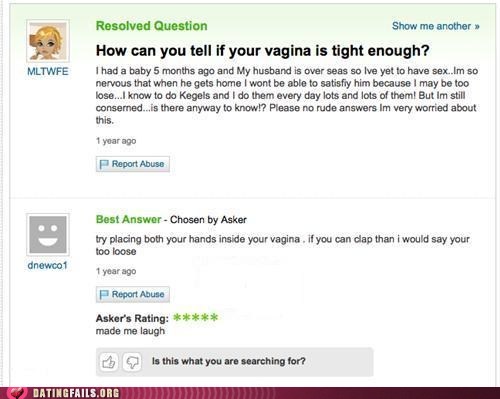 Resolved Question
Show me another »
How can you tell if your vagina is tight enough?
MLTWFE
I had a baby 5 months ago and My husband is over seas so Ive yet to have sex..Im so
nervous that when he gets home I wont be able to satisfiy him because I may be too
lose...I know to do Kegels and I do them every day lots and lots of them! But Im still
conserned...is there anyway to know!? Please no rude answers Im very worried about
this.
1 year ago
Report Abuse
Best Answer - Chosen by Asker
dnewco1
try placing both your hands inside your vagina . if you can clap than i would say your
too loose
1 year ago
Report Abuse
Asker's Rating: *****
made me laugh
Is this what you are searching for?
DATINGFAILS.ORG